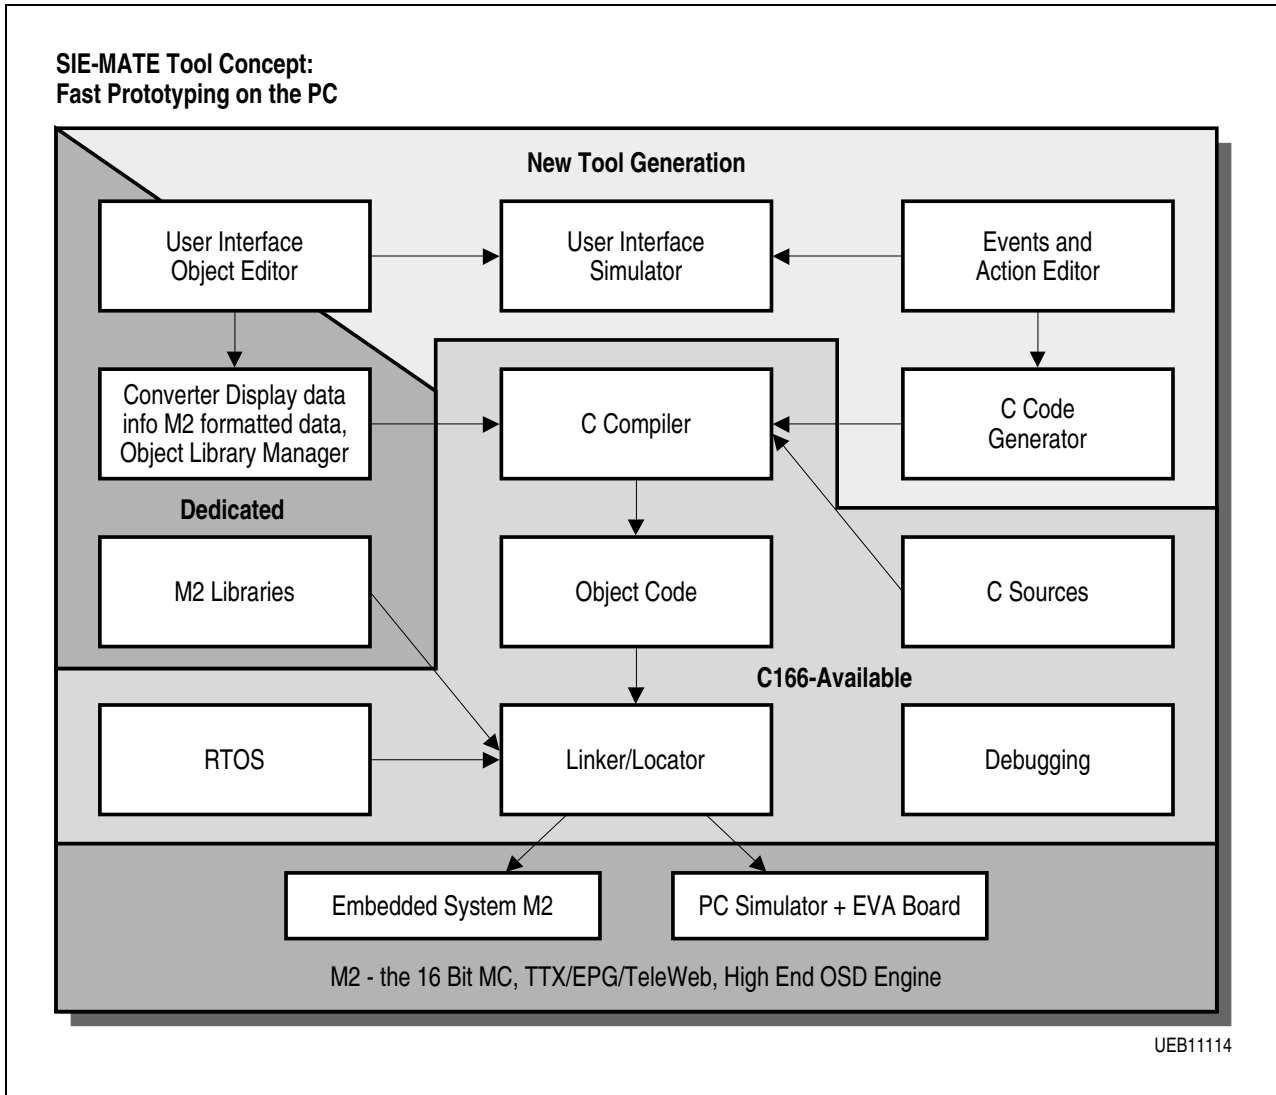 SIE-MATE Tool Concept:
Fast Prototyping on the PC
New Tool Generation
User Interface
Object Editor
User Interface
Simulator
Events and
Action Editor
Converter Display data
info M2 formatted data,
Object Library Manager
C Compiler
C Code
Generator
Dedicated
M2 Libraries
Object Code
C Sources
C166-Available
RTOS
Linker/Locator
Debugging
Embedded System M2
PC Simulator + EVA Board
M2 - the 16 Bit MC, TTX/EPG/TeleWeb, High End OSD Engine
UEB11114